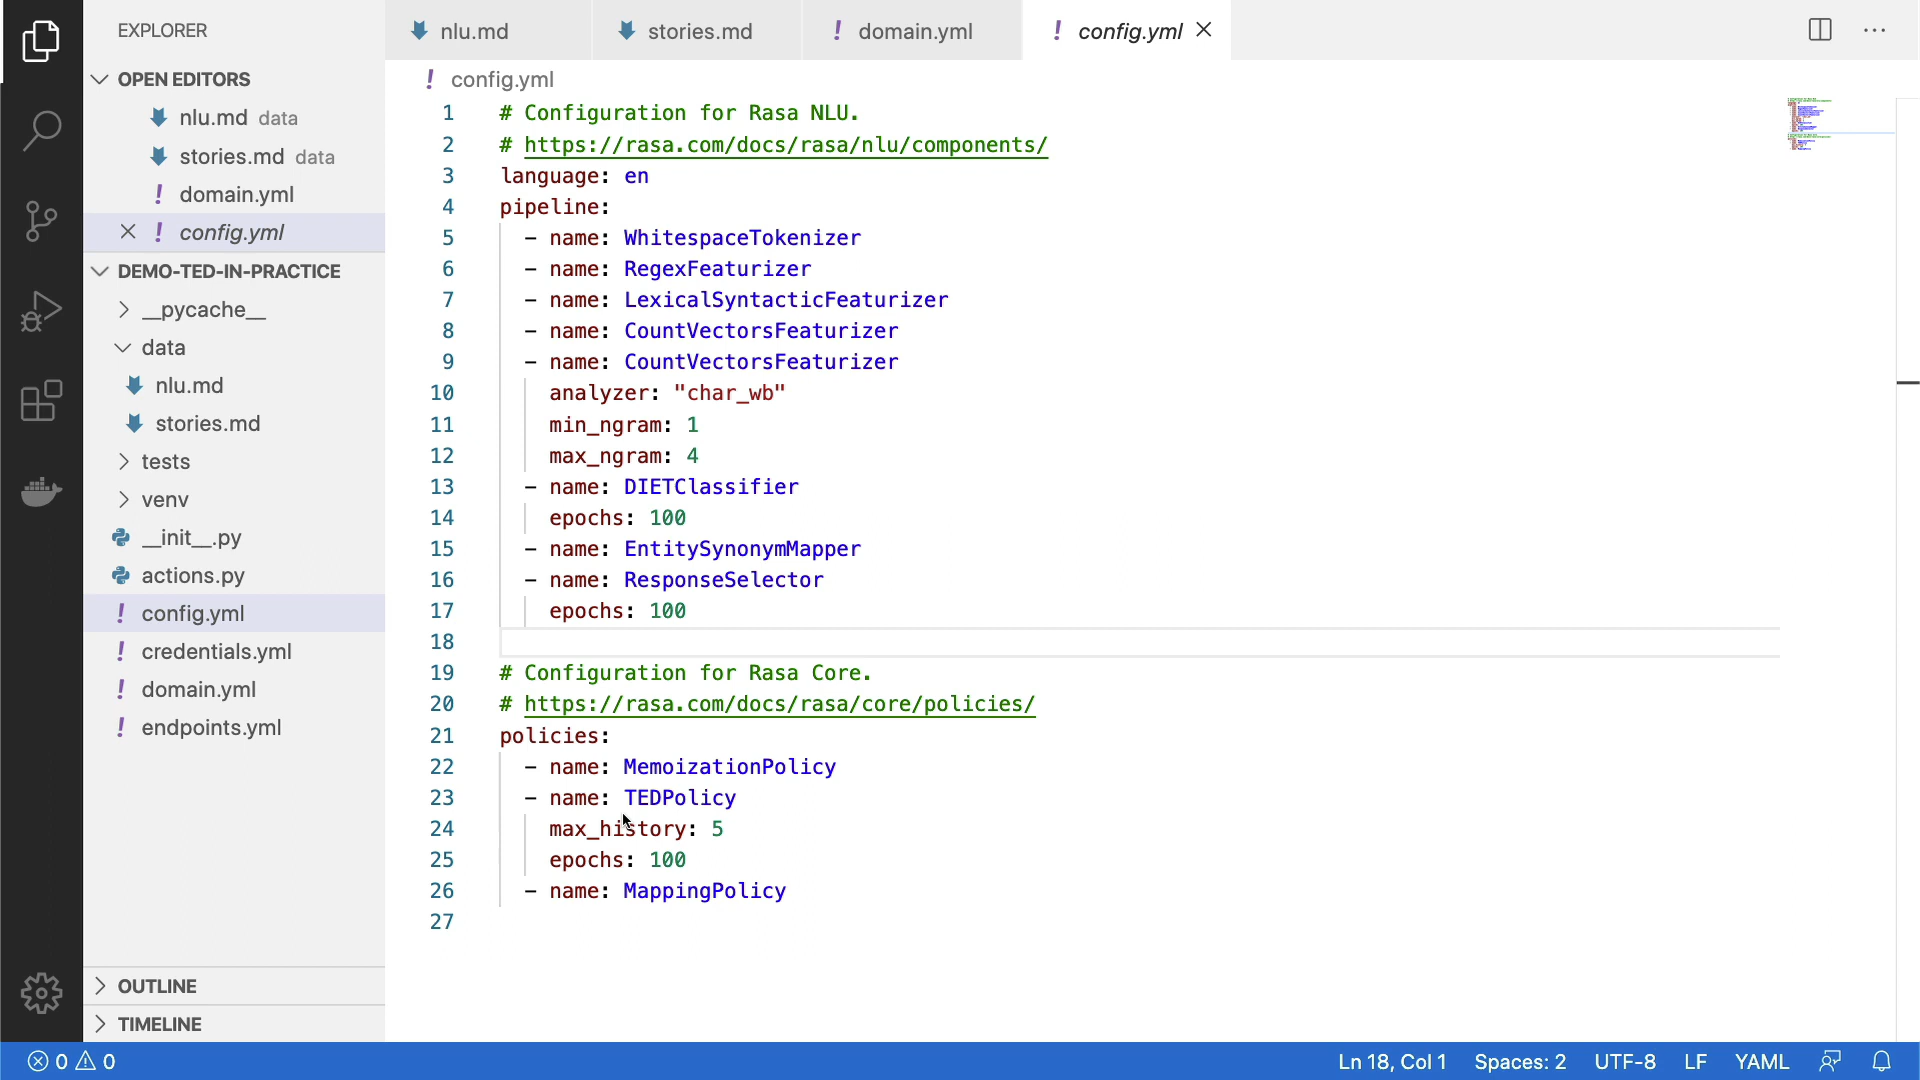 EXPLORER
OPEN EDITORS
nlu.md data
stories.md data
domain.yml
config.yml
DEMO-TED-IN-PRACTICE
__pycache__
data
nlu.md
stories.md
tests
venv
__init__.py
actions.py
config.yml
credentials.yml
domain.yml
endpoints.yml
OUTLINE
TIMELINE
nlu.md stories.md domain.yml config.yml
config.yml
1 # Configuration for Rasa NLU.
2 # https://rasa.com/docs/rasa/nlu/components/
3 language: en
4 pipeline:
5 - name: WhitespaceTokenizer
6 - name: RegexFeaturizer
7 - name: LexicalSyntacticFeaturizer
8 - name: CountVectorsFeaturizer
9 - name: CountVectorsFeaturizer
10 analyzer: "char_wb"
11 min_ngram: 1
12 max_ngram: 4
13 - name: DIETClassifier
14 epochs: 100
15 - name: EntitySynonymMapper
16 - name: ResponseSelector
17 epochs: 100
18
19 # Configuration for Rasa Core.
20 # https://rasa.com/docs/rasa/core/policies/
21 policies:
22 - name: MemoizationPolicy
23 - name: TEDPolicy
24 max_history: 5
25 epochs: 100
26 - name: MappingPolicy
27
0 0 Ln 18, Col 1 Spaces: 2 UTF-8 LF YAML